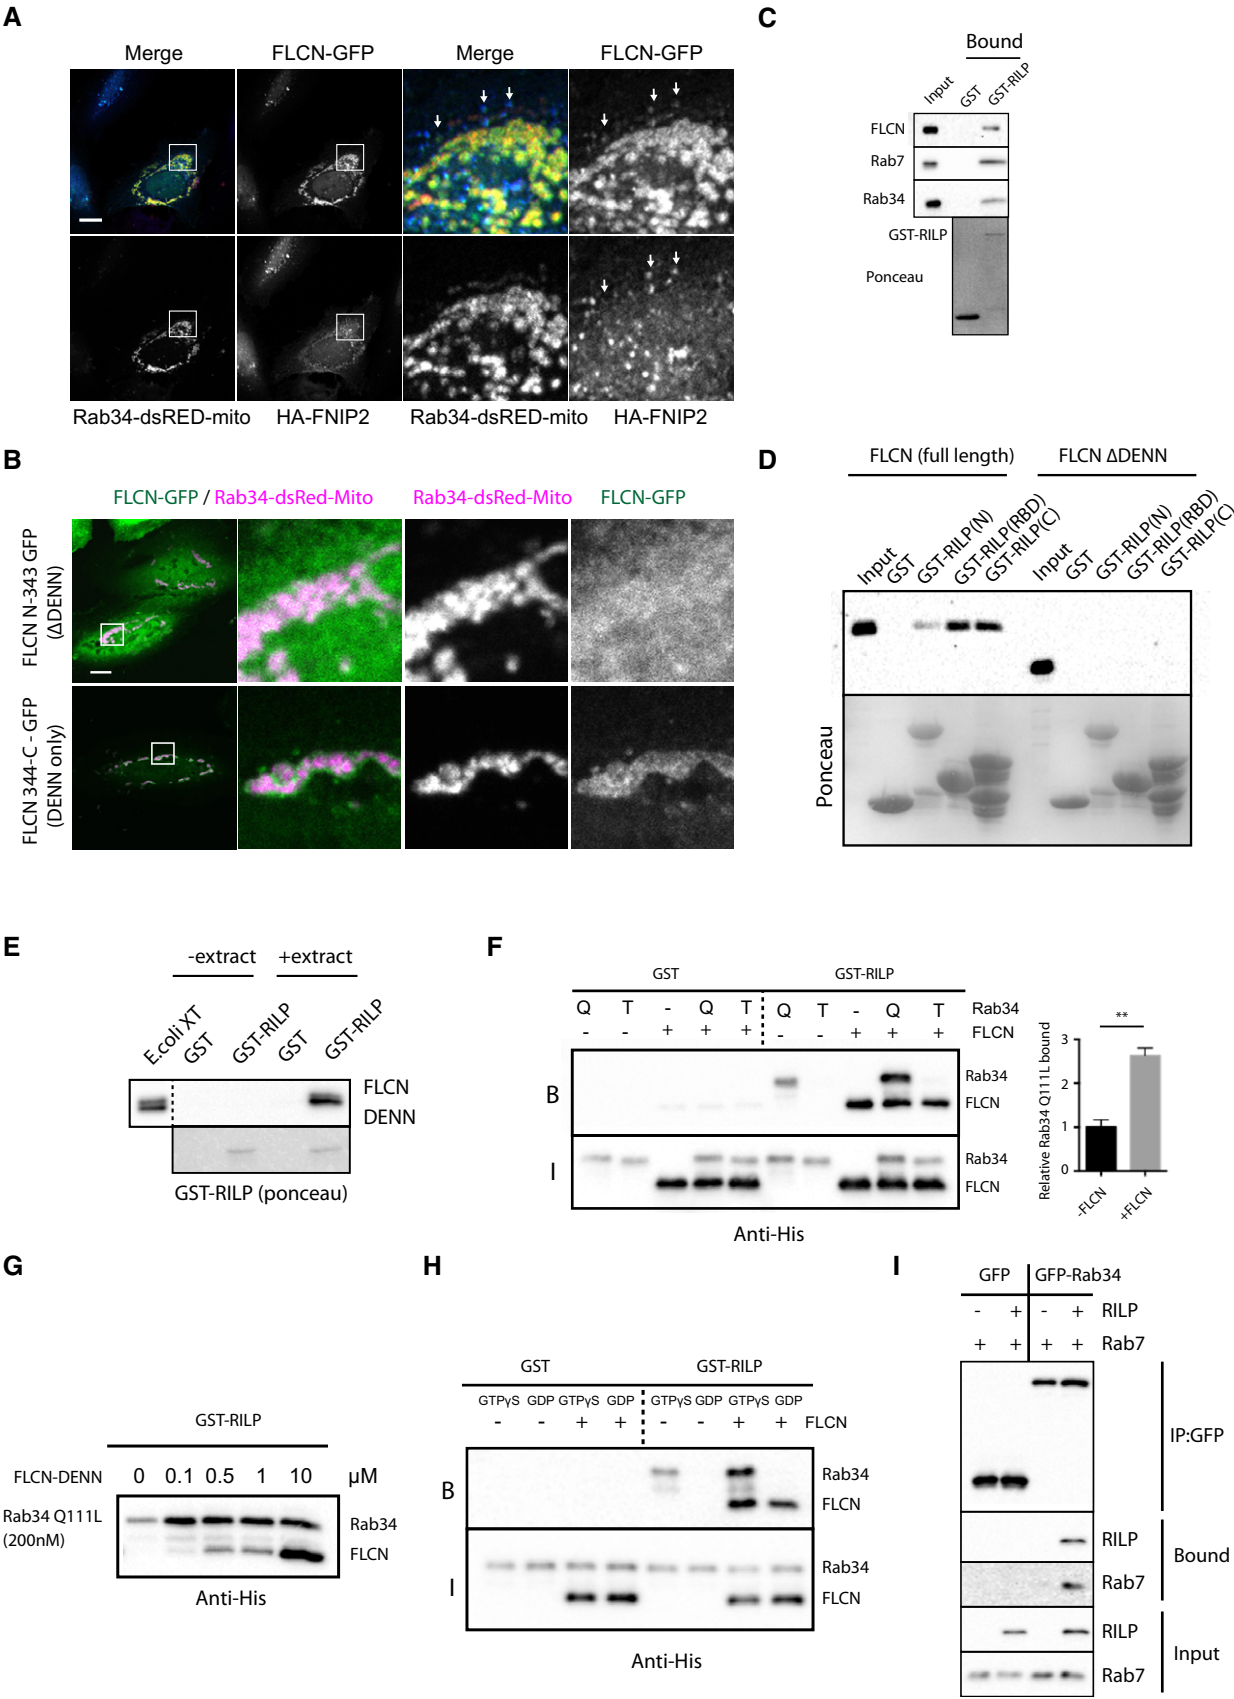 A
Merge FLCN-GFP Merge FLCN-GFP
Rab34-dsRED-mito HA-FNIP2 Rab34-dsRED-mito HA-FNIP2
B
FLCN-GFP / Rab34-dsRed-Mito Rab34-dsRed-Mito FLCN-GFP
FLCN N-343 GFP
(ΔDENN)
FLCN 344-C - GFP
(DENN only)
C
Bound
Input GST GST-RILP
FLCN
Rab7
Rab34
GST-RILP
Ponceau
D
FLCN (full length) FLCN ΔDENN
Input GST GST-RILP(N) GST-RILP(RBD) GST-RILP(C) Input GST GST-RILP(N) GST-RILP(RBD) GST-RILP(C)
Ponceau
E
-extract +extract
E.coli XT GST GST-RILP GST GST-RILP
FLCN
DENN
GST-RILP (ponceau)
F
GST GST-RILP
Q T - Q T Q T - Q T Rab34
- - + + + - - + + + FLCN
B
Rab34
FLCN
I
Rab34
FLCN
Anti-His
**
Relative Rab34 Q111L bound
3
2
1
0
-FLCN +FLCN
G
GST-RILP
FLCN-DENN 0 0.1 0.5 1 10 µM
Rab34 Q111L
(200nM)
Rab34
FLCN
Anti-His
H
GST GST-RILP
GTPγS GDP GTPγS GDP GTPγS GDP GTPγS GDP
- - + + - - + + FLCN
B
Rab34
FLCN
I
Rab34
FLCN
Anti-His
I
GFP GFP-Rab34
- + - + RILP
+ + + + Rab7
IP:GFP
RILP
Rab7
Bound
RILP
Rab7
Input